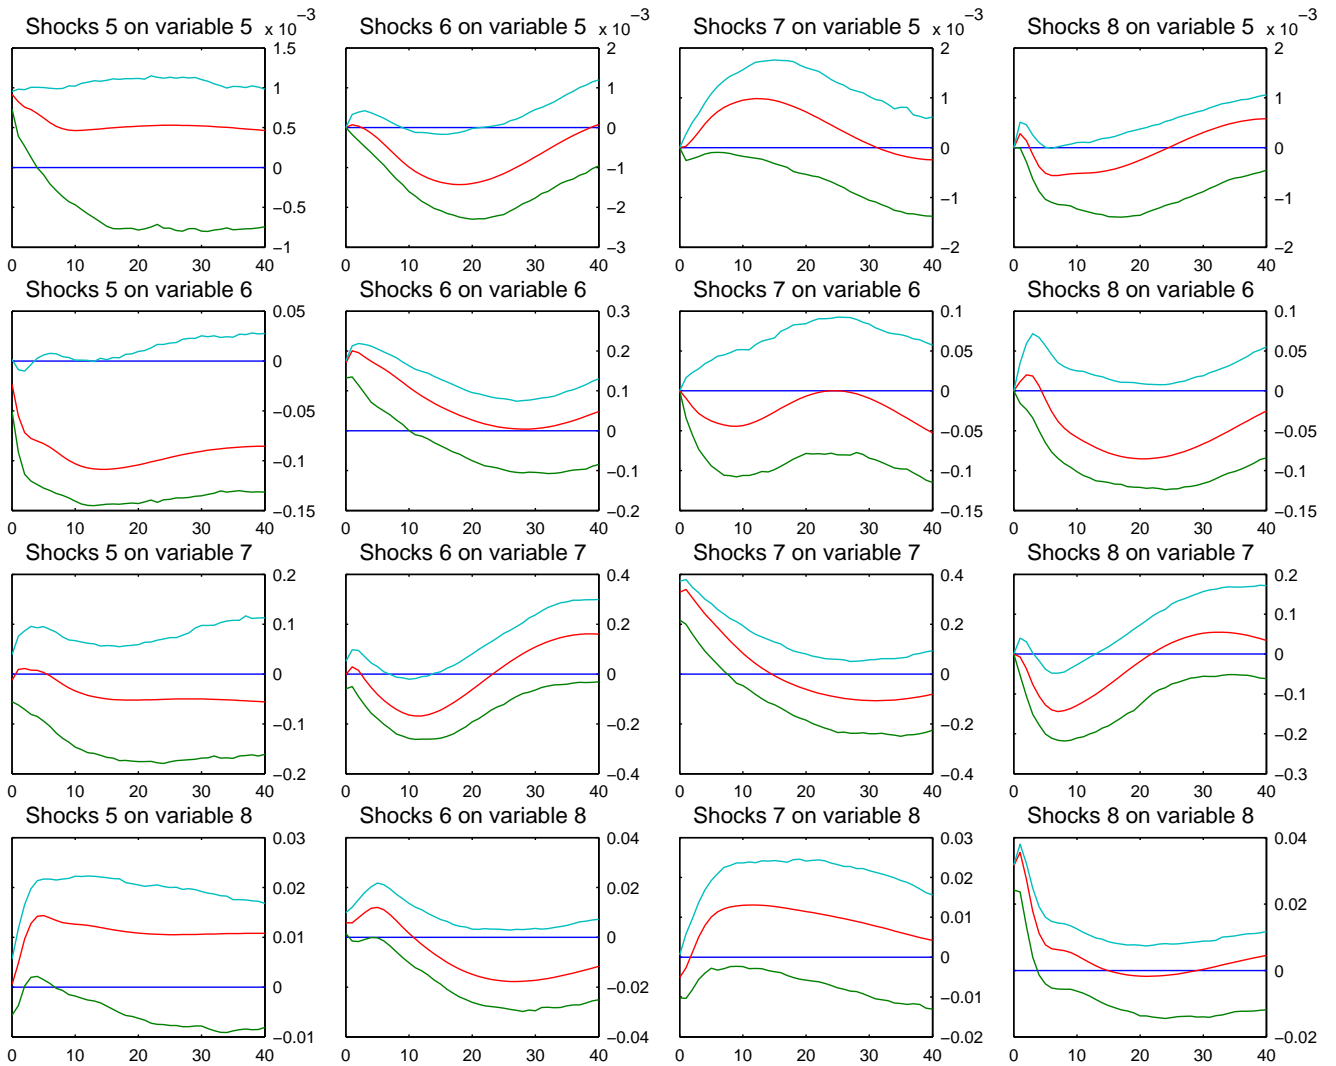 Shocks 5 on variable 5
x 10−3
1.5
1
0.5
0
−0.5
−1
0 10 20 30 40
Shocks 6 on variable 5
x 10−3
2
1
0
−1
−2
−3
0 10 20 30 40
Shocks 7 on variable 5
x 10−3
2
1
0
−1
−2
0 10 20 30 40
Shocks 8 on variable 5
x 10−3
2
1
0
−1
−2
0 10 20 30 40
Shocks 5 on variable 6
0.05
0
−0.05
−0.1
−0.15
0 10 20 30 40
Shocks 6 on variable 6
0.3
0.2
0.1
0
−0.1
−0.2
0 10 20 30 40
Shocks 7 on variable 6
0.1
0.05
0
−0.05
−0.1
−0.15
0 10 20 30 40
Shocks 8 on variable 6
0.1
0.05
0
−0.05
−0.1
−0.15
0 10 20 30 40
Shocks 5 on variable 7
0.2
0.1
0
−0.1
−0.2
0 10 20 30 40
Shocks 6 on variable 7
0.4
0.2
0
−0.2
−0.4
0 10 20 30 40
Shocks 7 on variable 7
0.4
0.2
0
−0.2
−0.4
0 10 20 30 40
Shocks 8 on variable 7
0.2
0.1
0
−0.1
−0.2
−0.3
0 10 20 30 40
Shocks 5 on variable 8
0.03
0.02
0.01
0
−0.01
0 10 20 30 40
Shocks 6 on variable 8
0.04
0.02
0
−0.02
−0.04
0 10 20 30 40
Shocks 7 on variable 8
0.03
0.02
0.01
0
−0.01
−0.02
0 10 20 30 40
Shocks 8 on variable 8
0.04
0.02
0
−0.02
0 10 20 30 40